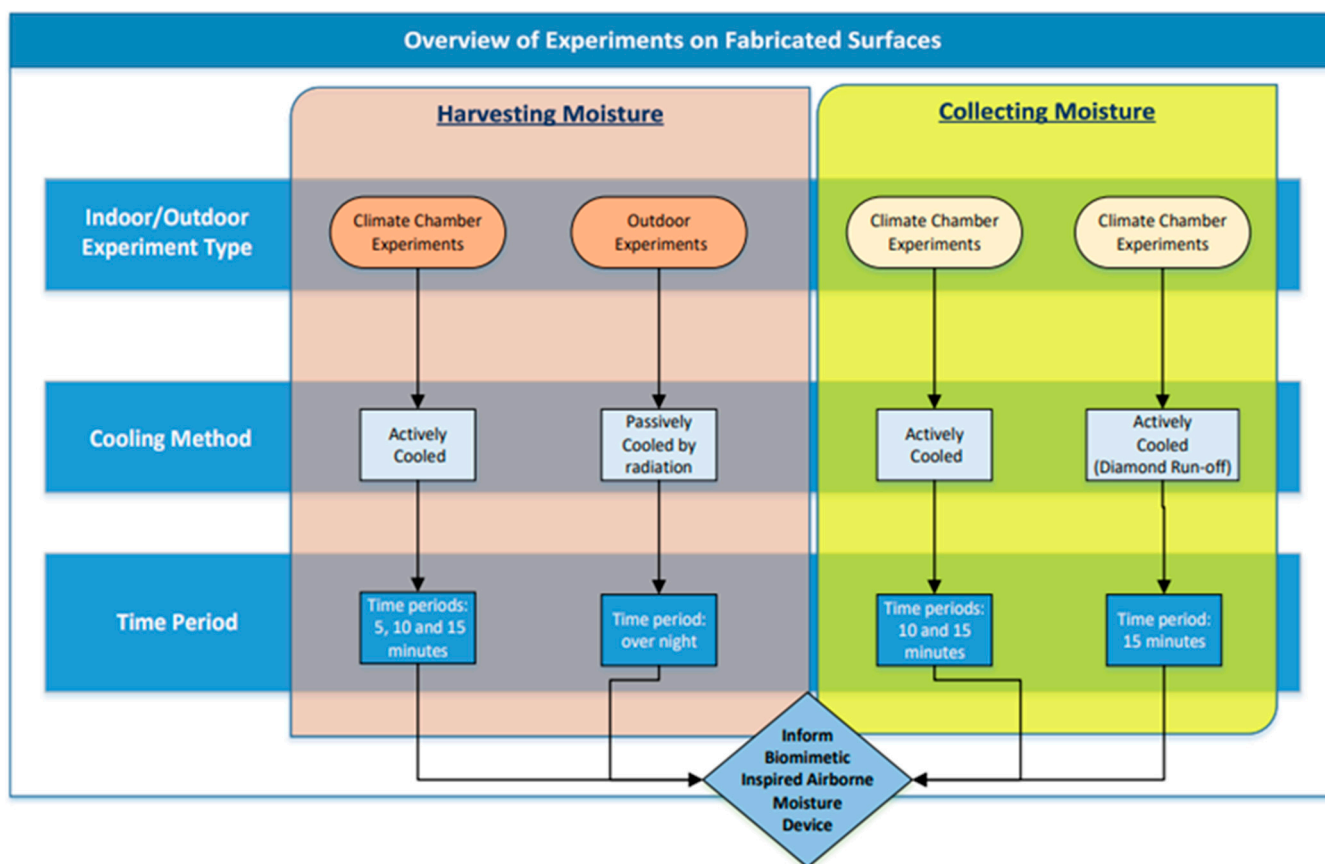 Overview of Experiments on Fabricated Surfaces
Harvesting Moisture
Collecting Moisture
Indoor/Outdoor
Experiment Type
Climate Chamber
Experiments
Outdoor
Experiments
Climate Chamber
Experiments
Climate Chamber
Experiments
Cooling Method
Actively
Cooled
Passively
Cooled by
radiation
Actively
Cooled
Actively
Cooled
(Diamond Run-off)
Time Period
Time periods:
5, 10 and 15
minutes
Time period:
over night
Time periods:
10 and 15
minutes
Time period:
15 minutes
Inform
Biomimetic
Inspired Airborne
Moisture
Device